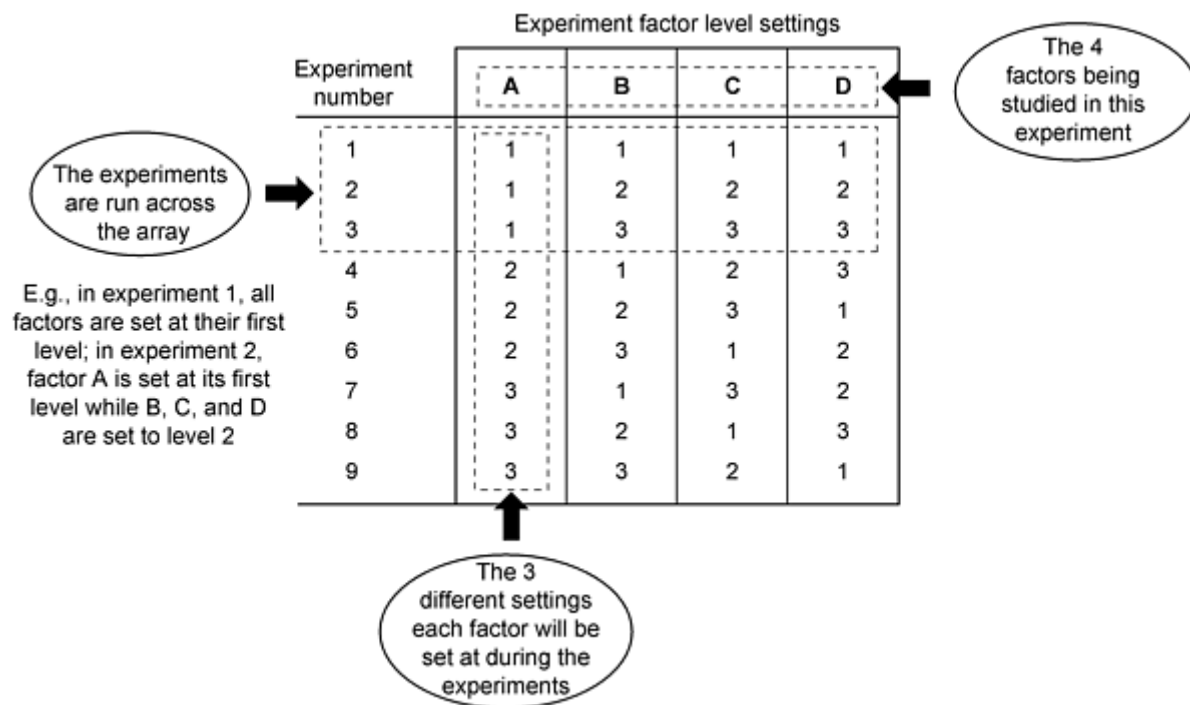 Experiment factor level settings
Experiment
number
A B C D
1 1 1 1 1
2 1 2 2 2
3 1 3 3 3
4 2 1 2 3
5 2 2 3 1
6 2 3 1 2
7 3 1 3 2
8 3 2 1 3
9 3 3 2 1
The 4
factors being
studied in this
experiment
The experiments
are run across
the array
E.g., in experiment 1, all
factors are set at their first
level; in experiment 2,
factor A is set at its first
level while B, C, and D
are set to level 2
The 3
different settings
each factor will be
set at during the
experiments